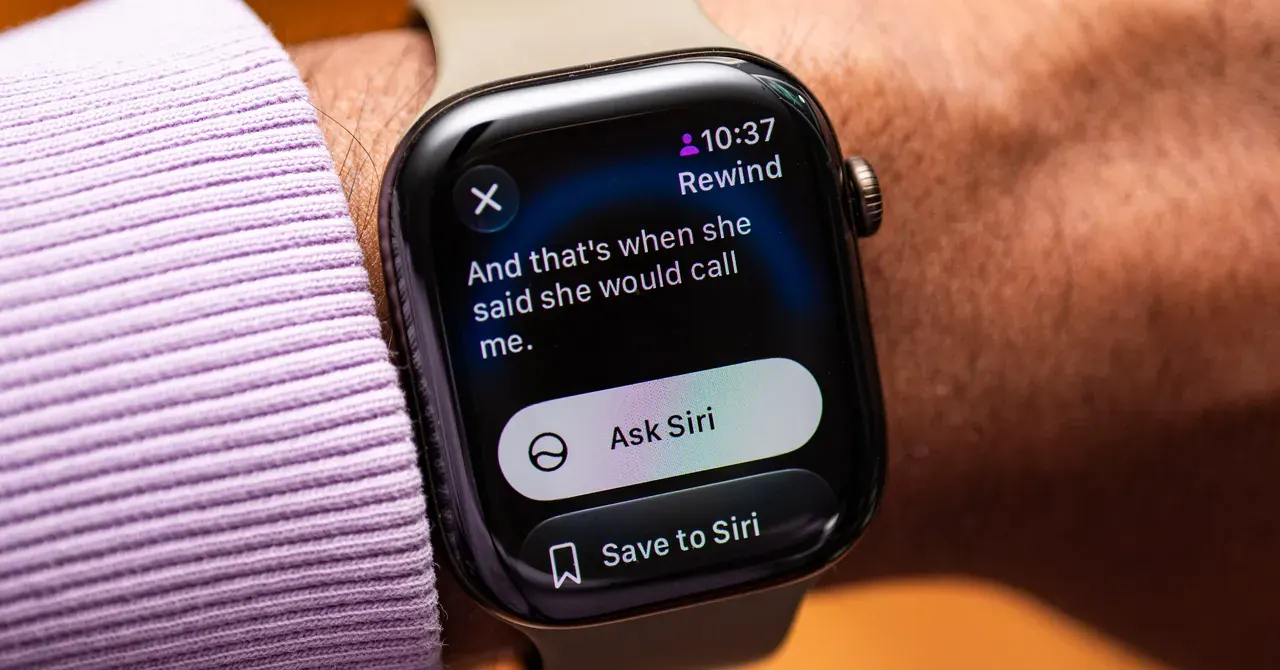 10:37
Rewind
And that's when she
said she would call
me.
Ask Siri
Save to Siri